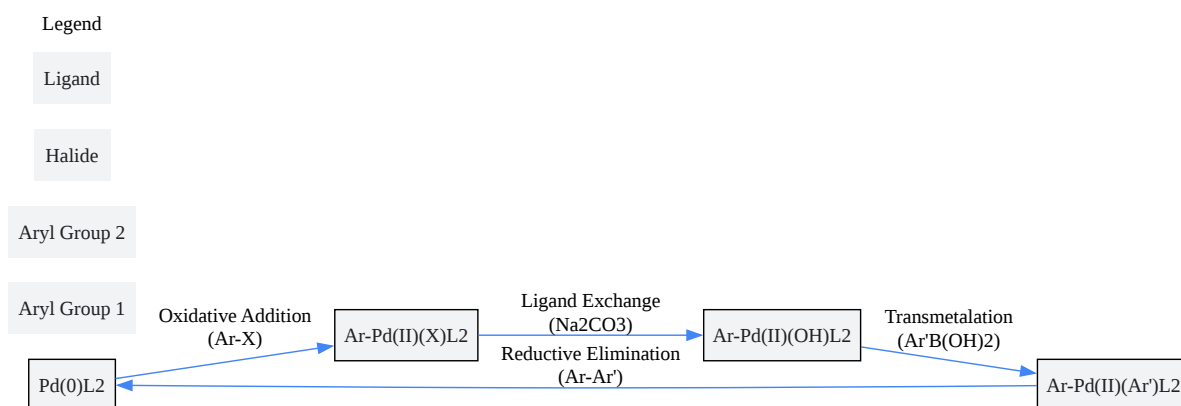 Legend
Ligand
Halide
Aryl Group 2
Aryl Group 1
Oxidative Addition
(Ar-X)
Ligand Exchange
(Na2CO3)
Transmetalation
(Ar'B(OH)2)
Reductive Elimination
(Ar-Ar')
Pd(0)L2
Ar-Pd(II)(X)L2
Ar-Pd(II)(OH)L2
Ar-Pd(II)(Ar')L2